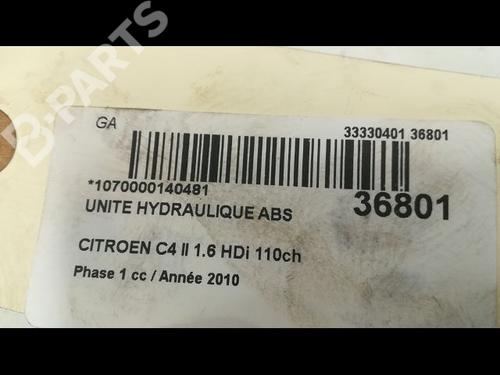 B-PARTS
GA
33330401 36801
*1070000140481
36801
UNITE HYDRAULIQUE ABS
CITROEN C4 II 1.6 HDi 110ch
Phase 1 cc / Année 2010